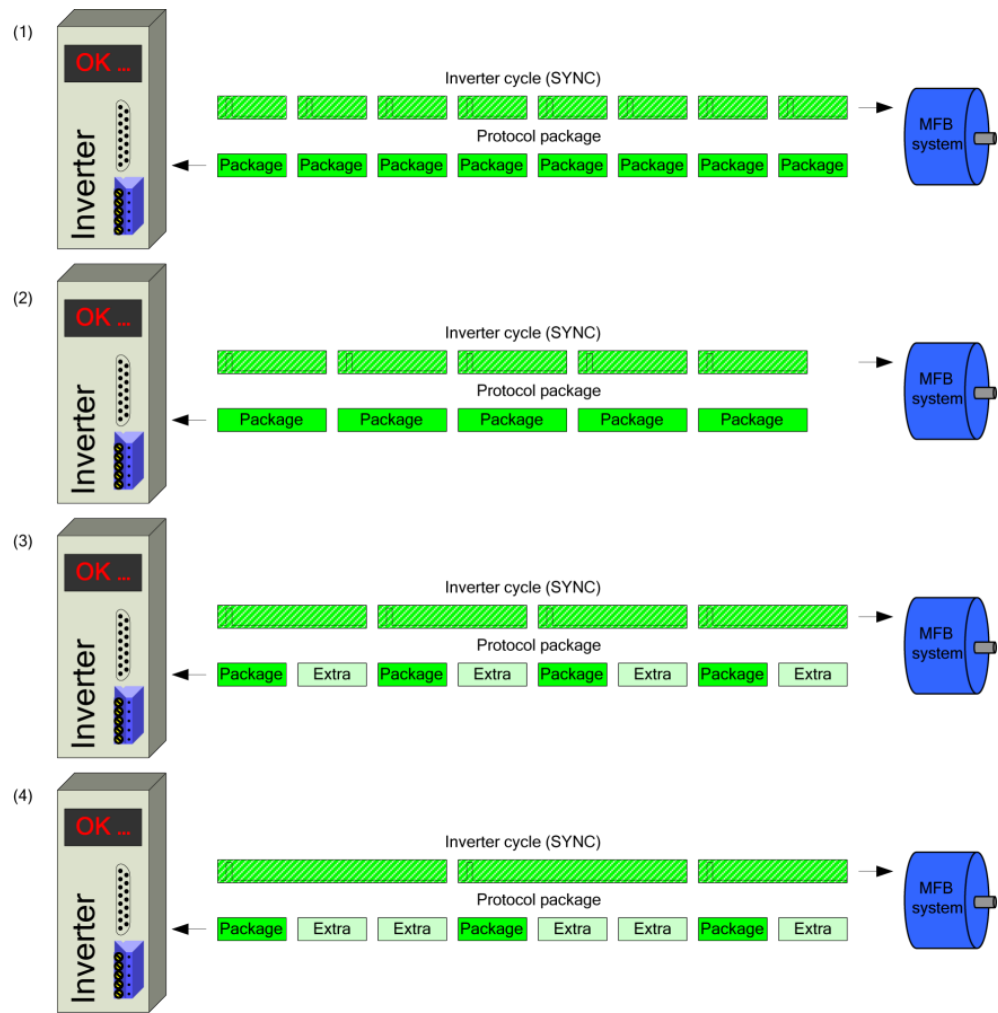 (1)
OK ...
Inverter
Inverter cycle (SYNC)
Protocol package
Package Package Package Package Package Package Package Package
MFB
system
(2)
OK ...
Inverter
Inverter cycle (SYNC)
Protocol package
Package Package Package Package Package
MFB
system
(3)
OK ...
Inverter
Inverter cycle (SYNC)
Protocol package
Package Extra Package Extra Package Extra Package Extra
MFB
system
(4)
OK ...
Inverter
Inverter cycle (SYNC)
Protocol package
Package Extra Extra Package Extra Extra Package Extra
MFB
system